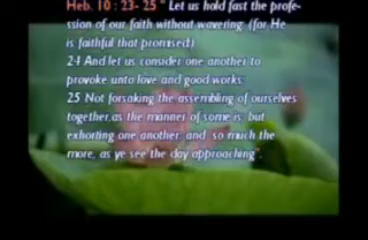 Heb. 10 : 23- 25 " Let us hold fast the profe-
ssion of our faith without wavering; (for He
is faithful that promised;)
24 And let us consider one another to
provoke unto love and good works:
25 Not forsaking the assembling of ourselves
together,as the manner of some is; but
exhorting one another: and so much the
more, as ye see the day approaching".